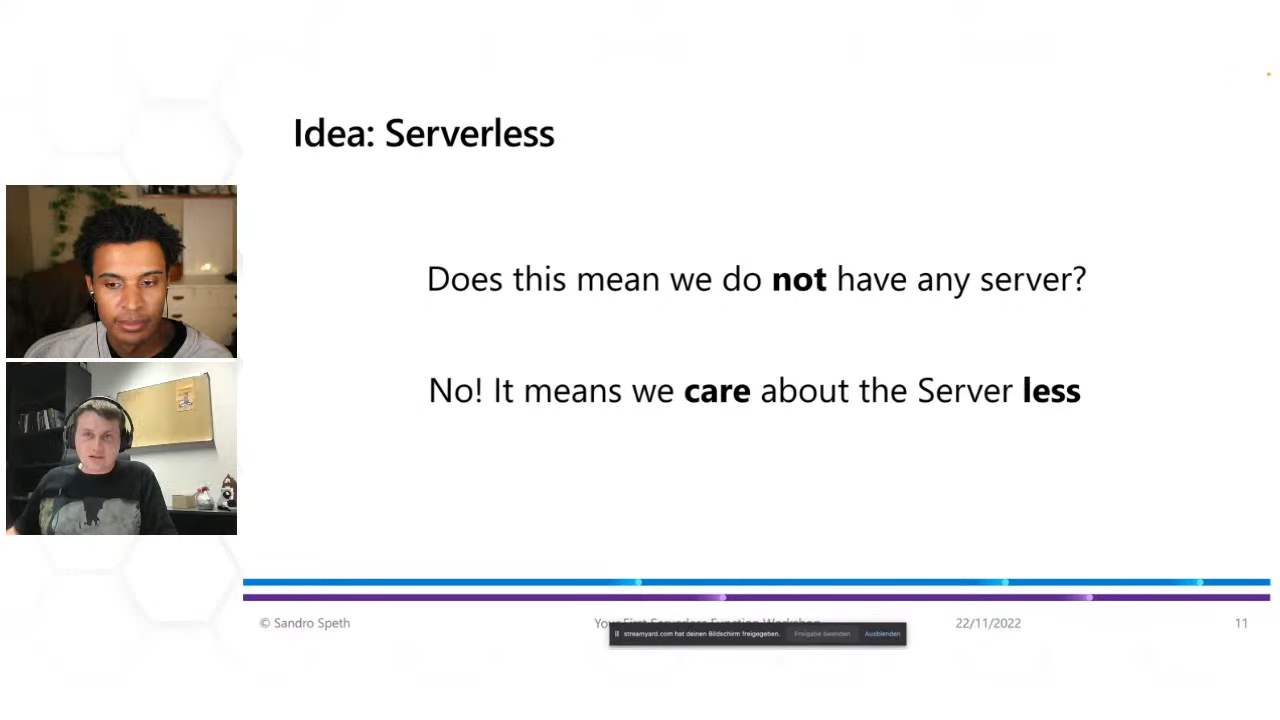 Idea: Serverless
Does this mean we do not have any server?
No! It means we care about the Server less
© Sandro Speth
Your First Serverless Function Workshop
22/11/2022
11
streamyard.com hat deinen Bildschirm freigegeben.
Freigabe beenden
Ausblenden